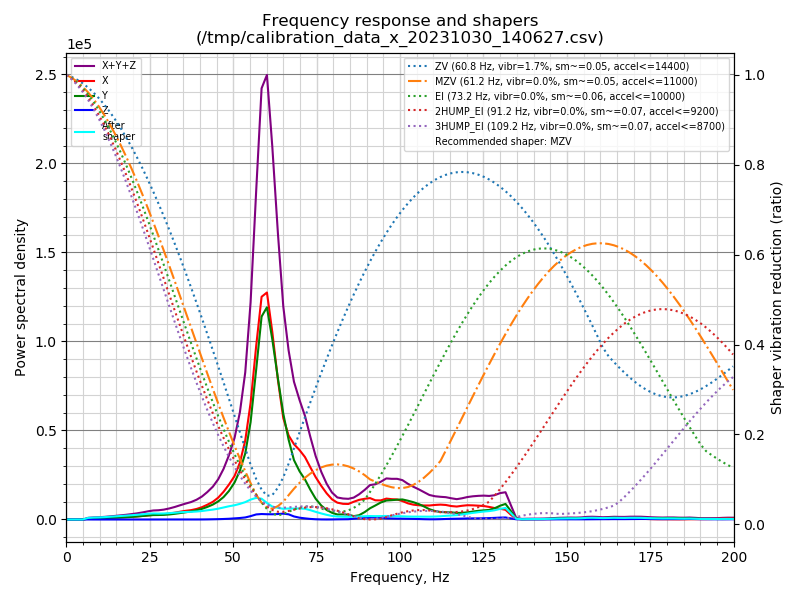 Frequency response and shapers
(/tmp/calibration_data_x_20231030_140627.csv)
1e5
X+Y+Z
X
Y
Z
After
shaper
ZV (60.8 Hz, vibr=1.7%, sm~=0.05, accel<=14400)
MZV (61.2 Hz, vibr=0.0%, sm~=0.05, accel<=11000)
EI (73.2 Hz, vibr=0.0%, sm~=0.06, accel<=10000)
2HUMP_EI (91.2 Hz, vibr=0.0%, sm~=0.07, accel<=9200)
3HUMP_EI (109.2 Hz, vibr=0.0%, sm~=0.07, accel<=8700)
Recommended shaper: MZV
Power spectral density
2.5
2.0
1.5
1.0
0.5
0.0
1.0
0.8
0.6
0.4
0.2
0.0
Shaper vibration reduction (ratio)
0
25
50
75
100
125
150
175
200
Frequency, Hz